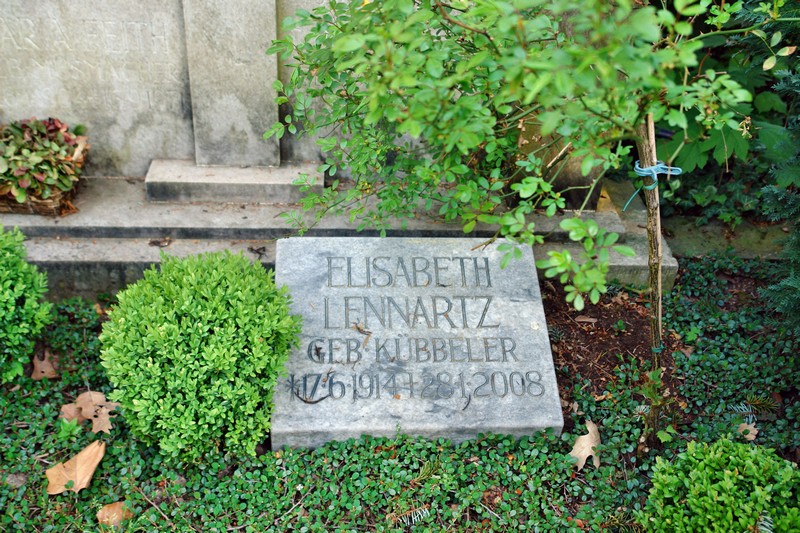 ELISABETH
LENNARTZ
GEB KÜBBELER
*17.6.1914+28.1.2008